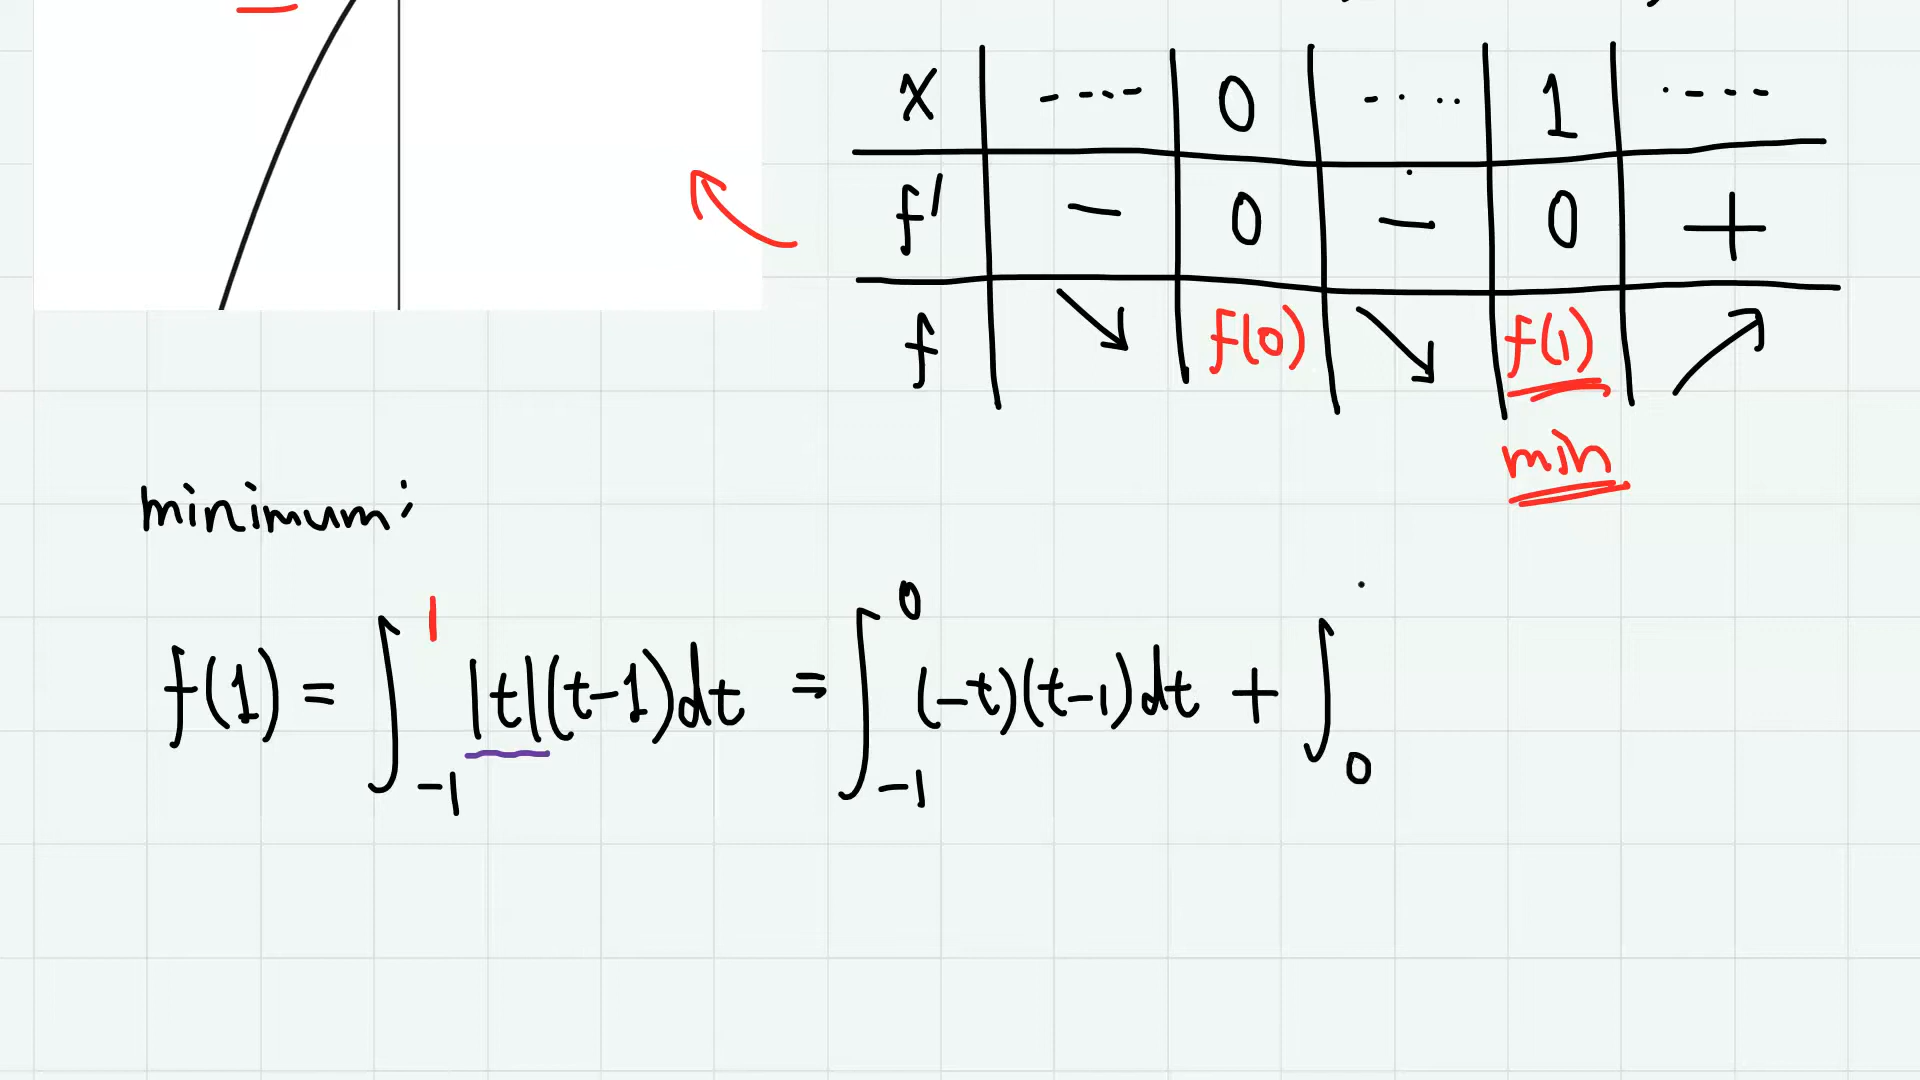 x ---- 0 -··· 1 ·----
f' − 0 − 0 +
f ↘ f(0) ↘ f(1) ↗
min
minimum:
f(1) = ∫_{-1}^{1} |t|(t-1)dt = ∫_{-1}^{0} (-t)(t-1)dt + ∫_{0}